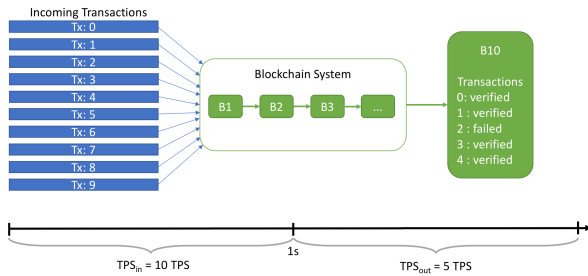 Incoming Transactions
Tx: 0
Tx: 1
Tx: 2
Tx: 3
Tx: 4
Tx: 5
Tx: 6
Tx: 7
Tx: 8
Tx: 9
Blockchain System
B1
B2
B3
...
B10
Transactions
0: verified
1 : verified
2 : failed
3 : verified
4 : verified
1s
TPSin = 10 TPS
TPSout = 5 TPS